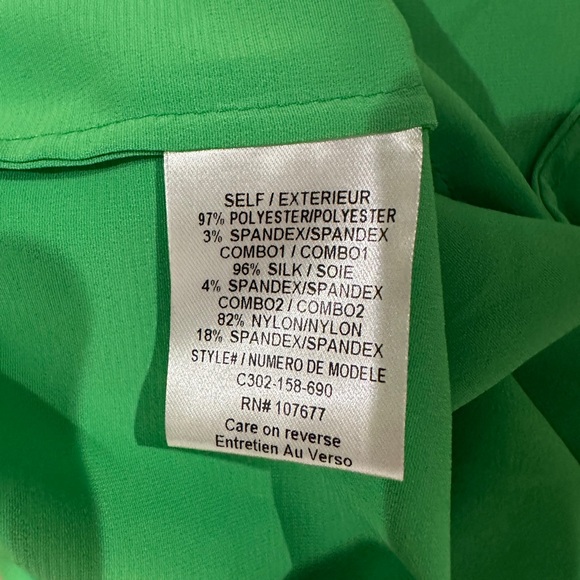 SELF / EXTERIEUR
97% POLYESTER/POLYESTER
3% SPANDEX/SPANDEX
COMBO1 / COMBO1
96% SILK / SOIE
4% SPANDEX/SPANDEX
COMBO2 / COMBO2
82% NYLON/NYLON
18% SPANDEX/SPANDEX
STYLE# / NUMERO DE MODELE
C302-158-690
RN# 107677
Care on reverse
Entretien Au Verso